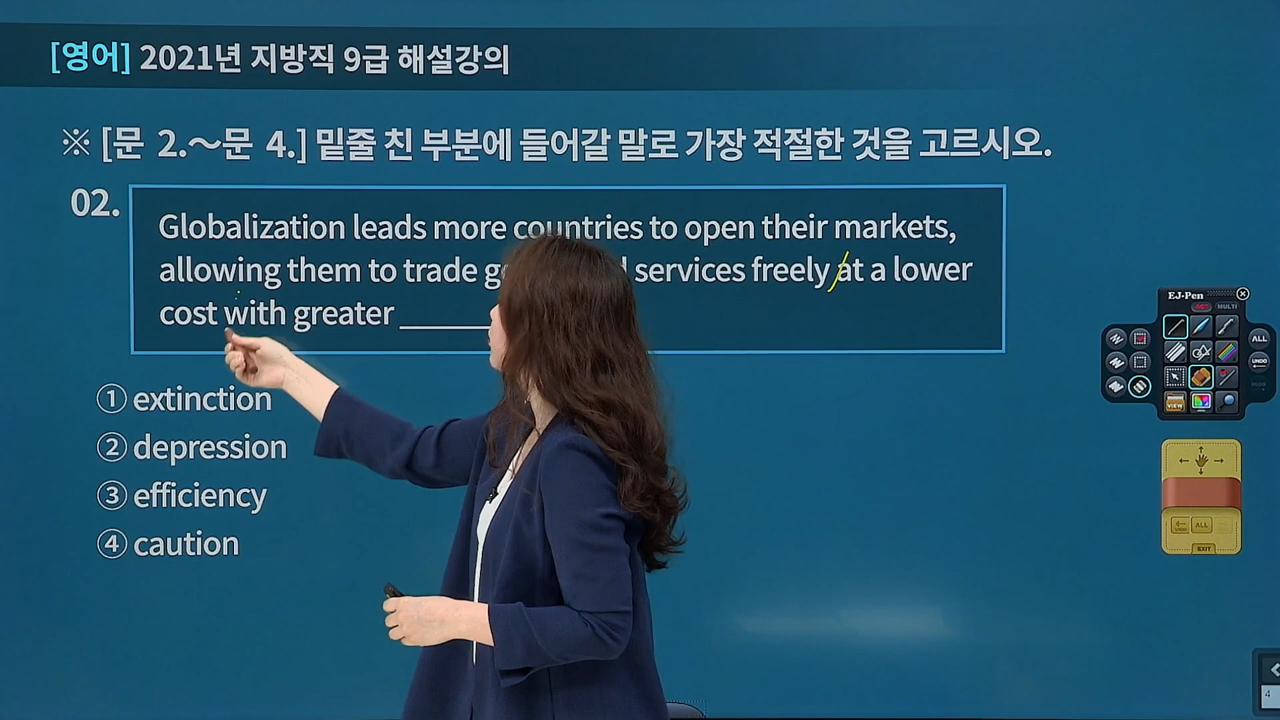 [영어] 2021년 지방직 9급 해설강의
※ [문 2.～문 4.] 밑줄 친 부분에 들어갈 말로 가장 적절한 것을 고르시오.
02.
Globalization leads more countries to open their markets,
allowing them to trade g services freely at a lower
cost with greater
① extinction
② depression
③ efficiency
④ caution
EJ-Pen
MULTI
ALL
UNDO
VIEW
ALL
EXIT
4